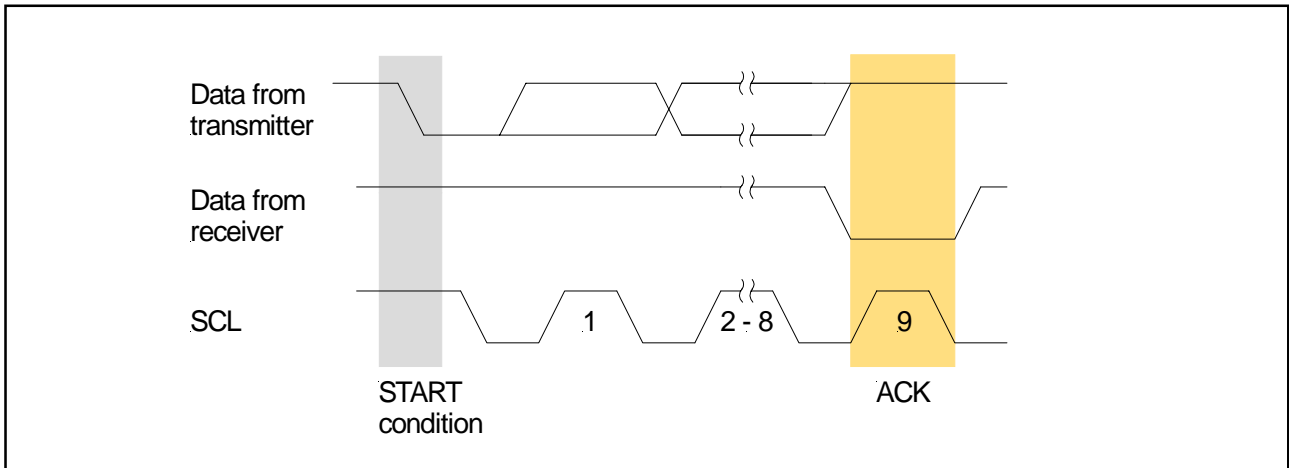 Data from
transmitter
Data from
receiver
SCL
1
2 - 8
9
START
condition
ACK